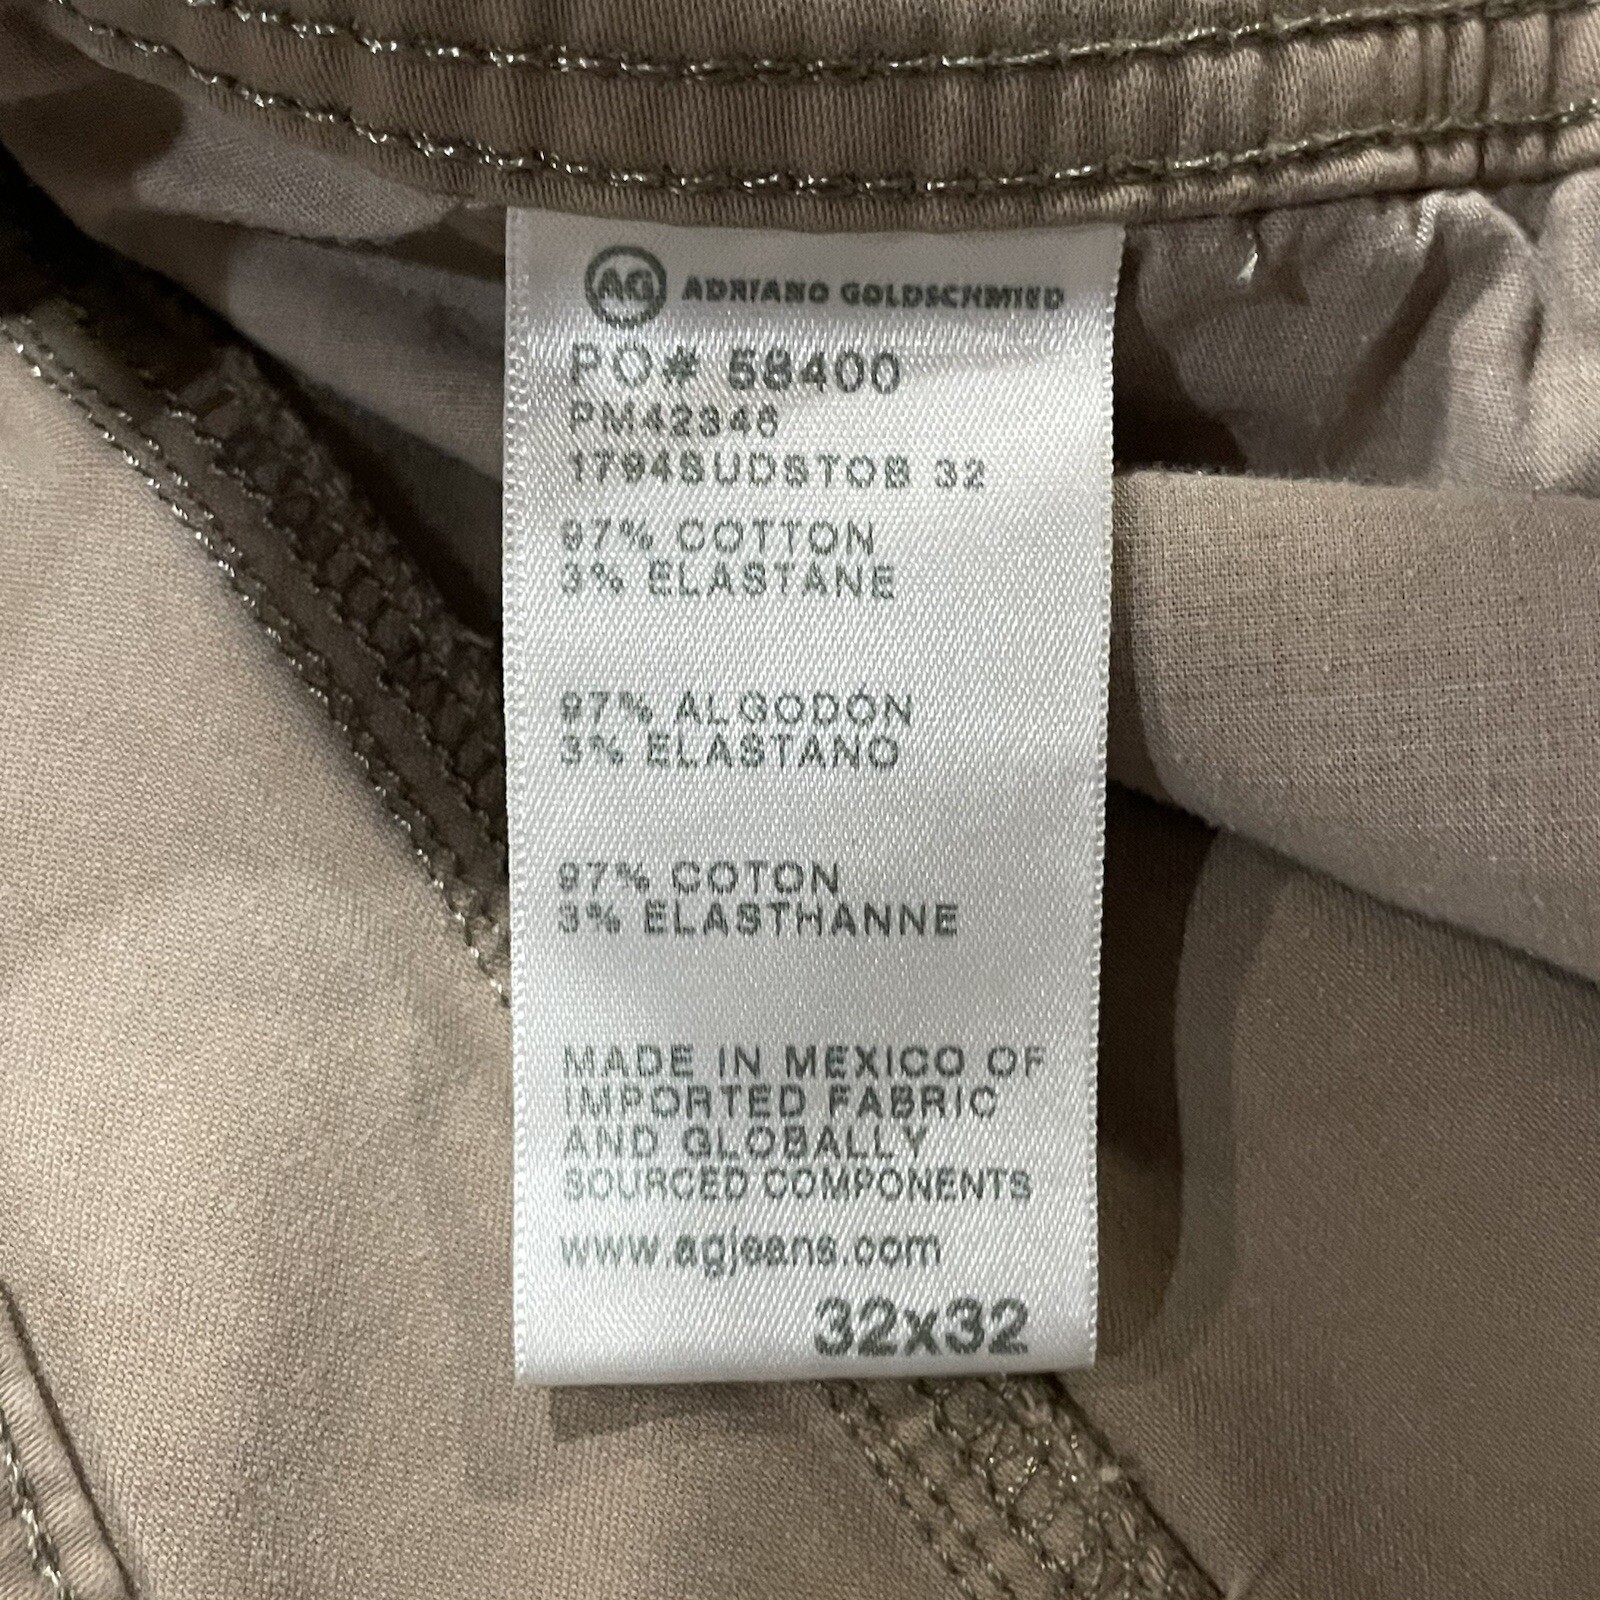 AG ADRIANO GOLDSCHMIED
PO# 58400
PM42346
1794SUDSTOB 32
97% COTTON
3% ELASTANE
97% ALGODÓN
3% ELASTANO
97% COTON
3% ELASTHANNE
MADE IN MEXICO OF
IMPORTED FABRIC
AND GLOBALLY
SOURCED COMPONENTS
www.agjeans.com
32x32